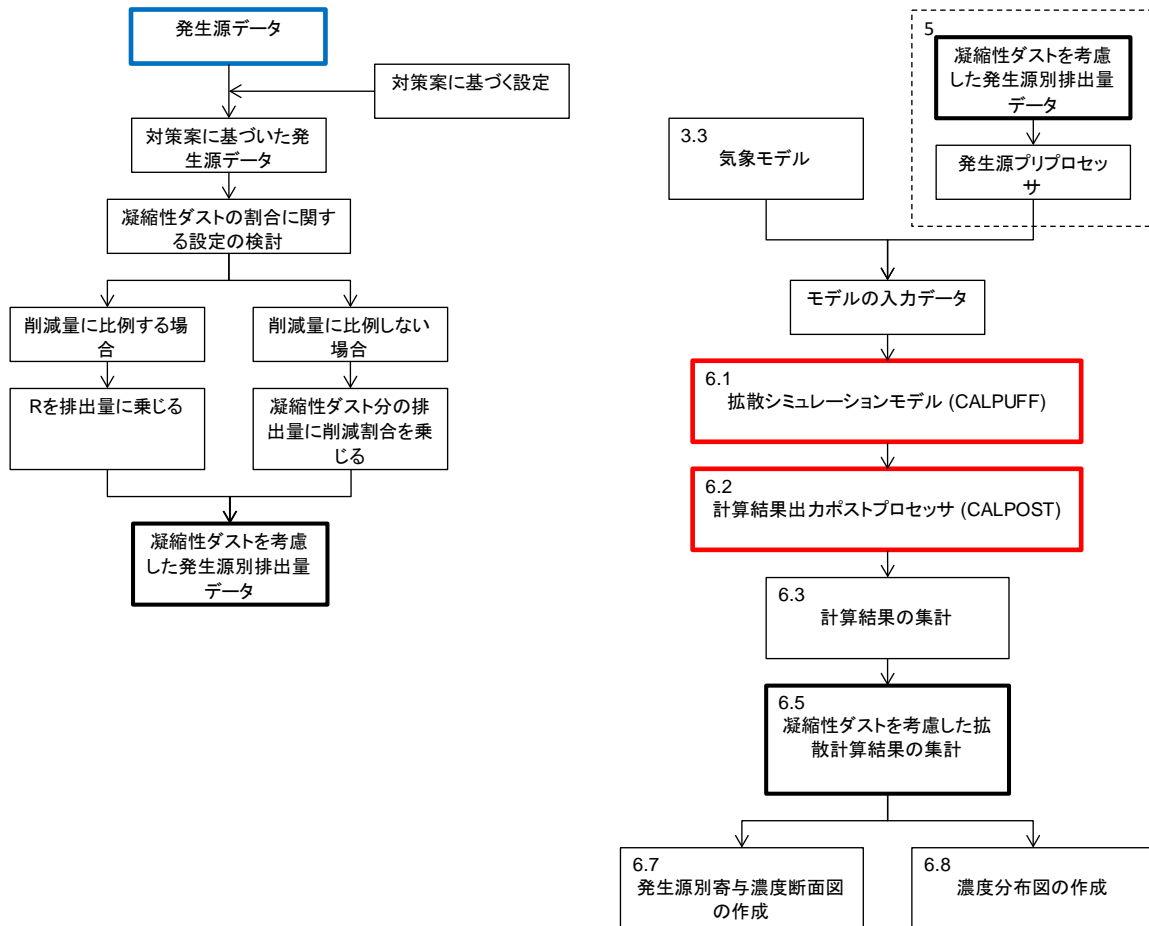 発生源データ
対策案に基づく設定
対策案に基づいた発
生源データ
凝縮性ダストの割合に関す
る設定の検討
削減量に比例する場
合
削減量に比例しない
場合
Rを排出量に乗じる
凝縮性ダスト分の排
出量に削減割合を乗
じる
凝縮性ダストを考慮
した発生源別排出量
データ
5
凝縮性ダストを考慮
した発生源別排出量
データ
発生源プリプロセッ
サ
3.3
気象モデル
モデルの入力データ
6.1
拡散シミュレーションモデル (CALPUFF)
6.2
計算結果出力ポストプロセッサ (CALPOST)
6.3
計算結果の集計
6.5
凝縮性ダストを考慮した拡
散計算結果の集計
6.7
発生源別寄与濃度断面図
の作成
6.8
濃度分布図の作成